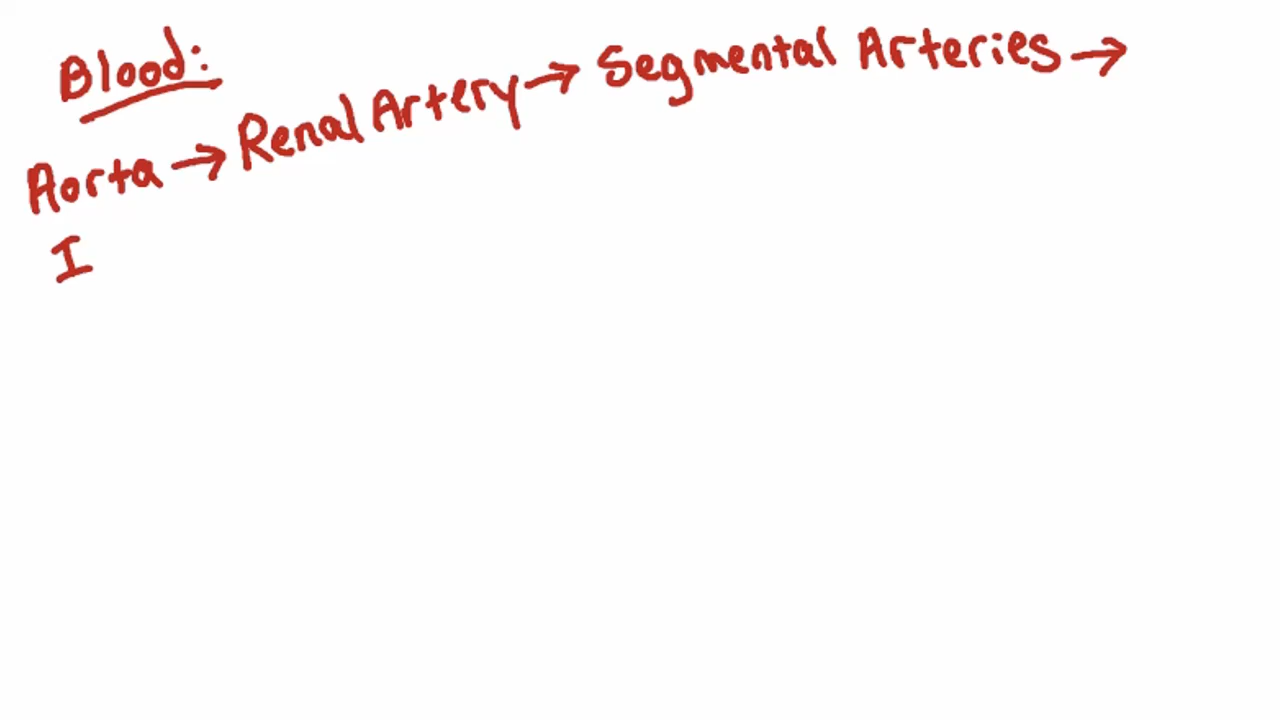 Blood:
Aorta → Renal Artery → Segmental Arteries →
I